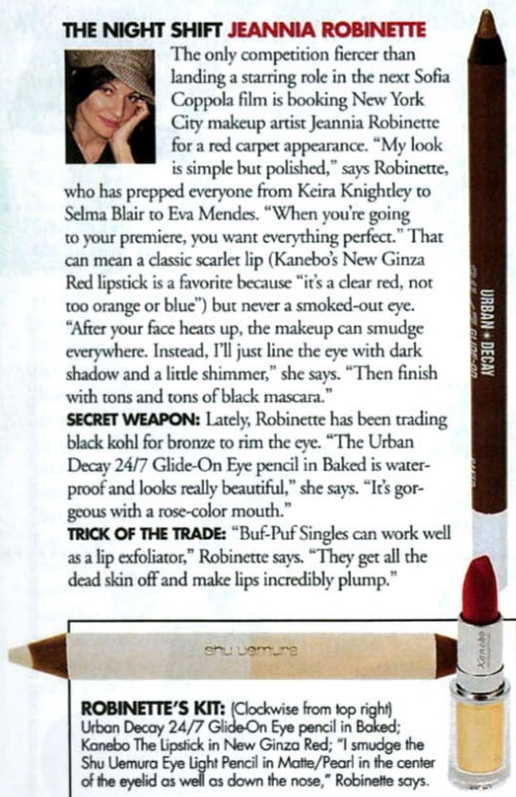 THE NIGHT SHIFT JEANNIA ROBINETTE
The only competition fiercer than
landing a starring role in the next Sofia
Coppola film is booking New York
City makeup artist Jeannia Robinette
for a red carpet appearance. “My look
is simple but polished,” says Robinette,
who has prepped everyone from Keira Knightley to
Selma Blair to Eva Mendes. “When you’re going
to your premiere, you want everything perfect.” That
can mean a classic scarlet lip (Kanebo’s New Ginza
Red lipstick is a favorite because “it’s a clear red, not
too orange or blue”) but never a smoked-out eye.
“After your face heats up, the makeup can smudge
everywhere. Instead, I’ll just line the eye with dark
shadow and a little shimmer,” she says. “Then finish
with tons and tons of black mascara.”
SECRET WEAPON: Lately, Robinette has been trading
black kohl for bronze to rim the eye. “The Urban
Decay 24/7 Glide-On Eye pencil in Baked is water-
proof and looks really beautiful,” she says. “It’s gor-
geous with a rose-color mouth.”
TRICK OF THE TRADE: “Buf-Puf Singles can work well
as a lip exfoliator,” Robinette says. “They get all the
dead skin off and make lips incredibly plump.”
URBAN DECAY
Kanebo
shu uemura
ROBINETTE’S KIT: (Clockwise from top right)
Urban Decay 24/7 Glide-On Eye pencil in Baked;
Kanebo The Lipstick in New Ginza Red; “I smudge the
Shu Uemura Eye Light Pencil in Matte/Pearl in the center
of the eyelid as well as down the nose,” Robinette says.